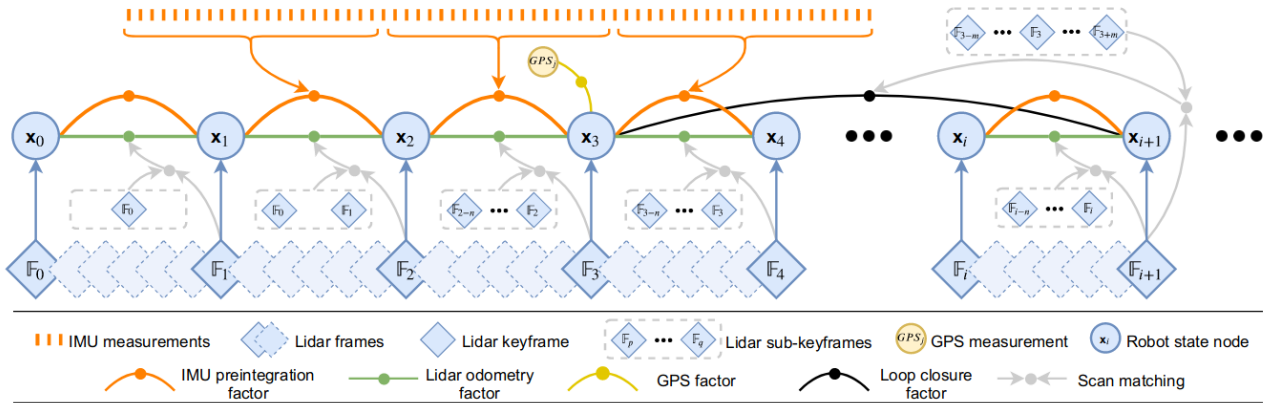 𝔽₃₋ₘ ••• 𝔽₃ ••• 𝔽₃₊ₘ
GPSⱼ
x₀ x₁ x₂ x₃ x₄ ••• xᵢ xᵢ₊₁ •••
𝔽₀ 𝔽₀ 𝔽₁ 𝔽₂₋ₙ ••• 𝔽₂ 𝔽₃₋ₙ ••• 𝔽₃ 𝔽ᵢ₋ₙ ••• 𝔽ᵢ
𝔽₀ 𝔽₁ 𝔽₂ 𝔽₃ 𝔽₄ 𝔽ᵢ 𝔽ᵢ₊₁
IMU measurements Lidar frames Lidar keyframe 𝔽ₚ ••• 𝔽q Lidar sub-keyframes GPSⱼ GPS measurement xᵢ Robot state node
IMU preintegration factor Lidar odometry factor GPS factor Loop closure factor Scan matching